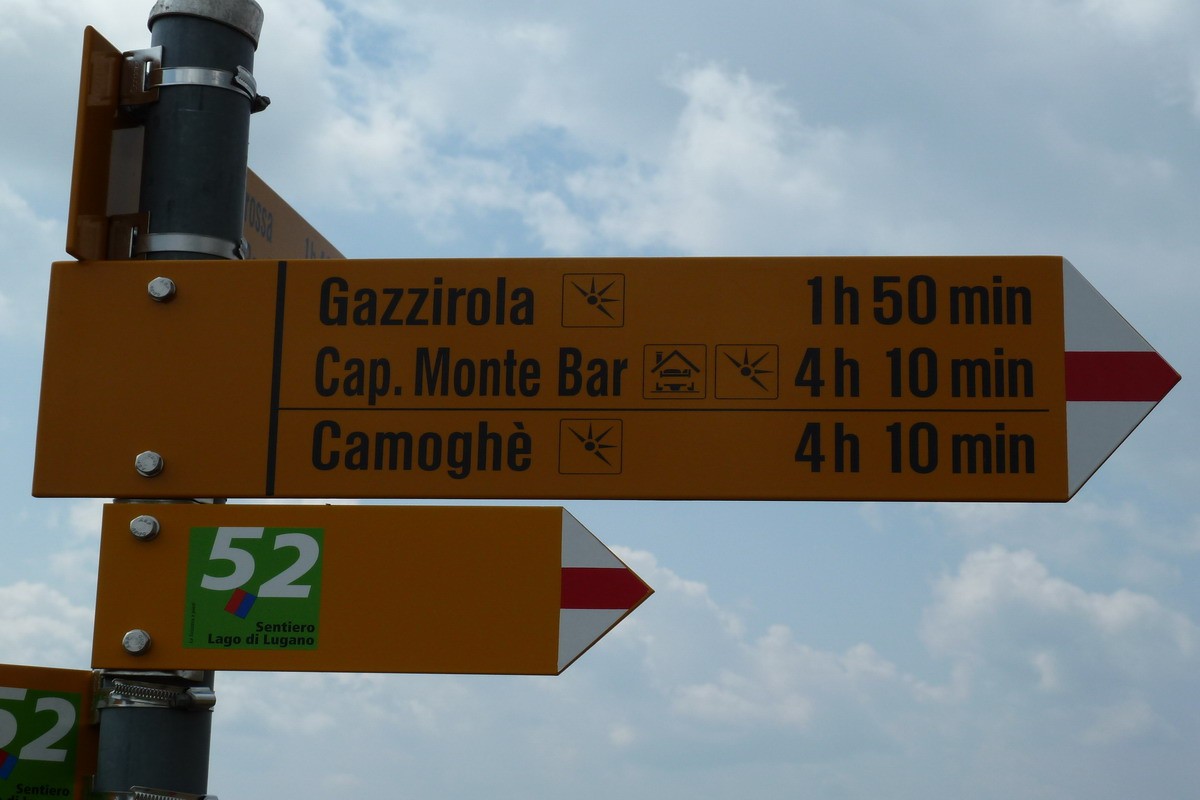 rossa
Gazzirola 1h 50 min
Cap. Monte Bar 4h 10 min
Camoghè 4h 10 min
52
Sentiero
Lago di Lugano
52
Sentiero